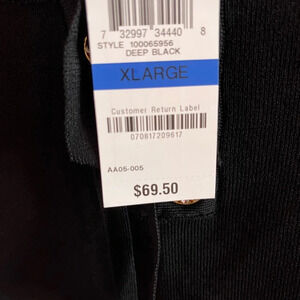 7 32997 34440 8
STYLE 100065956
DEEP BLACK
XLARGE
Customer Return Label
070817209617
AA05-005
$69.50